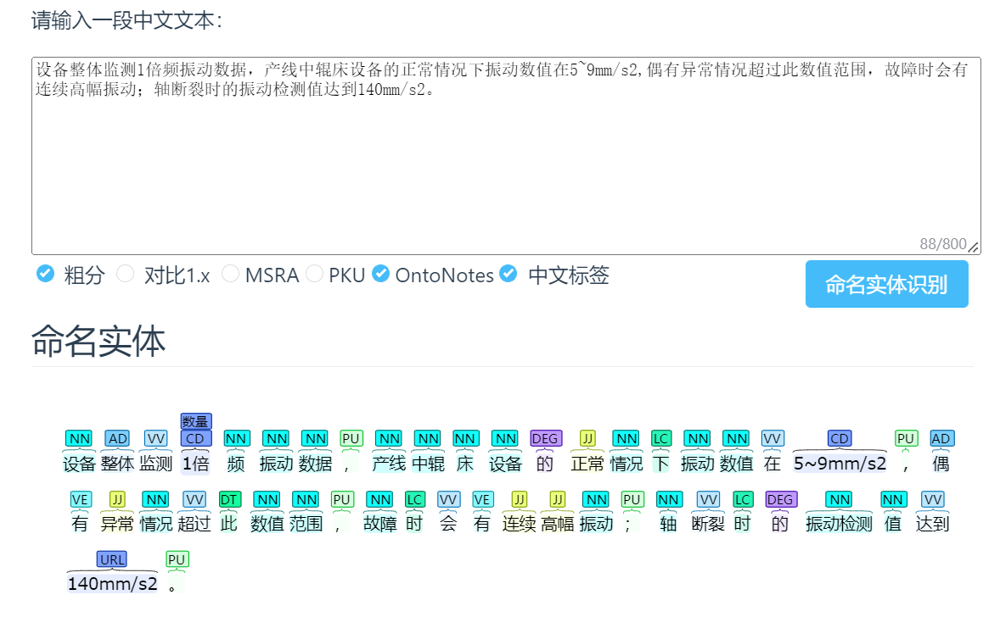 请输入一段中文文本：
设备整体监测1倍频振动数据，产线中辊床设备的正常情况下振动数值在5~9mm/s2,偶有异常情况超过此数值范围，故障时会有
连续高幅振动；轴断裂时的振动检测值达到140mm/s2。
88/800
粗分 对比1.x MSRA PKU OntoNotes 中文标签
命名实体识别
命名实体
数量
NN AD VV CD NN NN NN PU NN NN NN NN DEG JJ NN LC NN NN VV CD PU AD
设备 整体 监测 1倍 频 振动 数据 ， 产线 中辊 床 设备 的 正常 情况 下 振动 数值 在 5~9mm/s2 , 偶
VE JJ NN VV DT NN NN PU NN LC VV VE JJ JJ NN PU NN VV LC DEG NN NN VV
有 异常 情况 超过 此 数值 范围 ， 故障 时 会 有 连续 高幅 振动 ； 轴 断裂 时 的 振动检测 值 达到
URL PU
140mm/s2 。